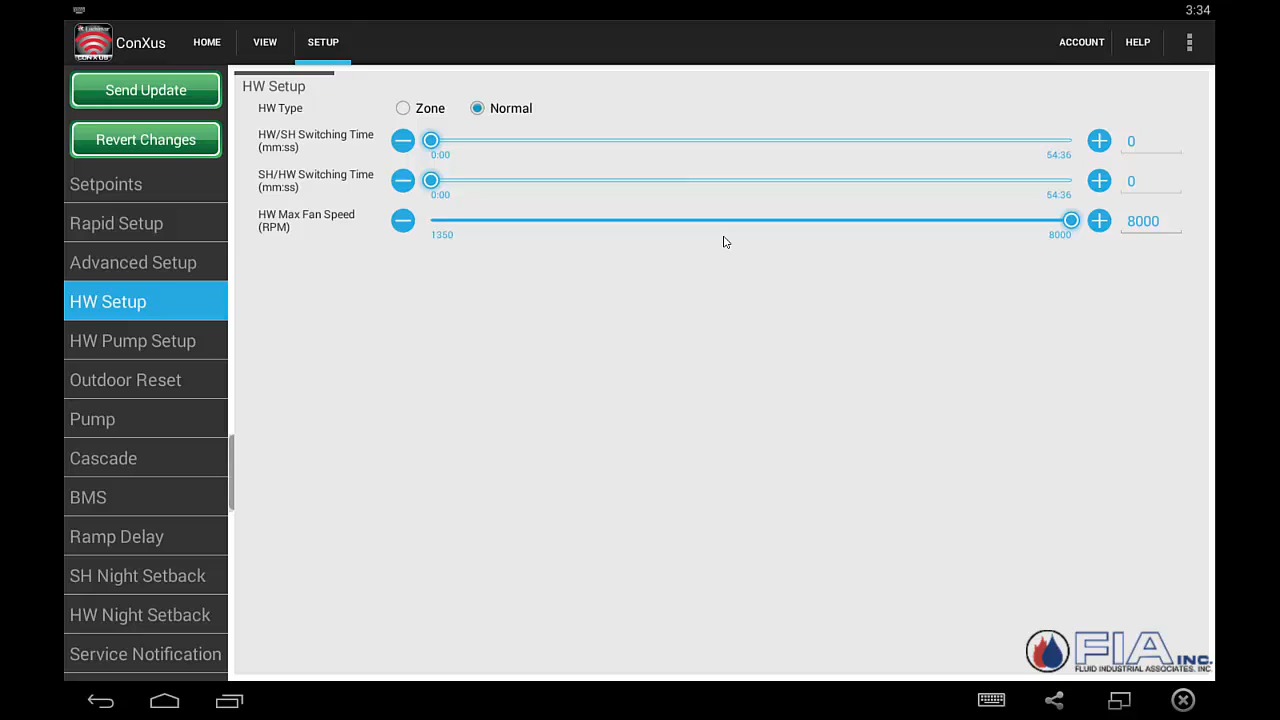 3:34
Lochinvar
CON X US
ConXus
HOME
VIEW
SETUP
ACCOUNT
HELP
Send Update
Revert Changes
Setpoints
Rapid Setup
Advanced Setup
HW Setup
HW Pump Setup
Outdoor Reset
Pump
Cascade
BMS
Ramp Delay
SH Night Setback
HW Night Setback
Service Notification
HW Setup
HW Type
Zone
Normal
HW/SH Switching Time
(mm:ss)
0:00
54:36
0
SH/HW Switching Time
(mm:ss)
0:00
54:36
0
HW Max Fan Speed
(RPM)
1350
8000
8000
FIA INC.
FLUID INDUSTRIAL ASSOCIATES, INC.